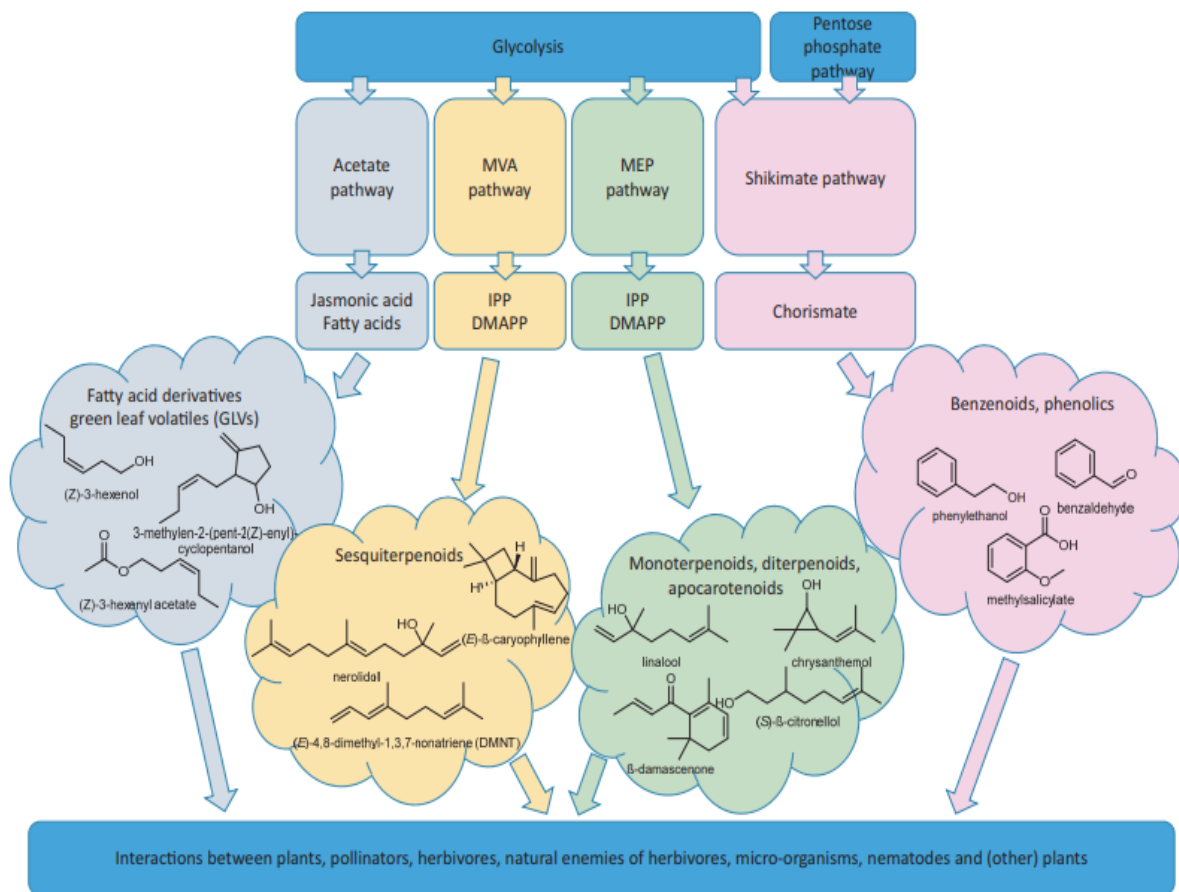 Glycolysis
Pentose
phosphate
pathway
Acetate
pathway
MVA
pathway
MEP
pathway
Shikimate pathway
Jasmonic acid
Fatty acids
IPP
DMAPP
IPP
DMAPP
Chorismate
Fatty acid derivatives
green leaf volatiles (GLVs)
OH
(Z)-3-hexenol
OH
3-methylen-2-(pent-2(Z)-enyl)-
cyclopentanol
O
O
(Z)-3-hexenyl acetate
Sesquiterpenoids
H
H
(E)-ß-caryophyllene
HO
nerolidol
(E)-4,8-dimethyl-1,3,7-nonatriene (DMNT)
Monoterpenoids, diterpenoids,
apocarotenoids
HO
linalool
OH
chrysanthemol
O
ß-damascenone
HO
(S)-ß-citronellol
Benzenoids, phenolics
OH
phenylethanol
O
benzaldehyde
O
OH
O
methylsalicylate
Interactions between plants, pollinators, herbivores, natural enemies of herbivores, micro-organisms, nematodes and (other) plants